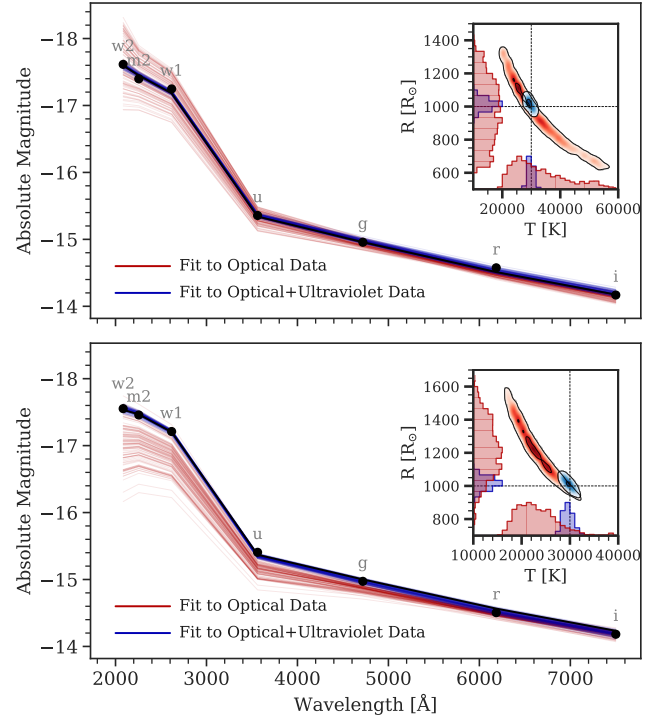 −18
−17
−16
−15
−14
Absolute Magnitude
w2
m2
w1
u
g
r
i
Fit to Optical Data
Fit to Optical+Ultraviolet Data
1400
1200
1000
800
600
R [R⊙]
20000
40000
60000
T [K]
−18
−17
−16
−15
−14
Absolute Magnitude
w2
m2
w1
u
g
r
i
Fit to Optical Data
Fit to Optical+Ultraviolet Data
1600
1400
1200
1000
800
R [R⊙]
10000
20000
30000
40000
T [K]
2000
3000
4000
5000
6000
7000
Wavelength [Å]